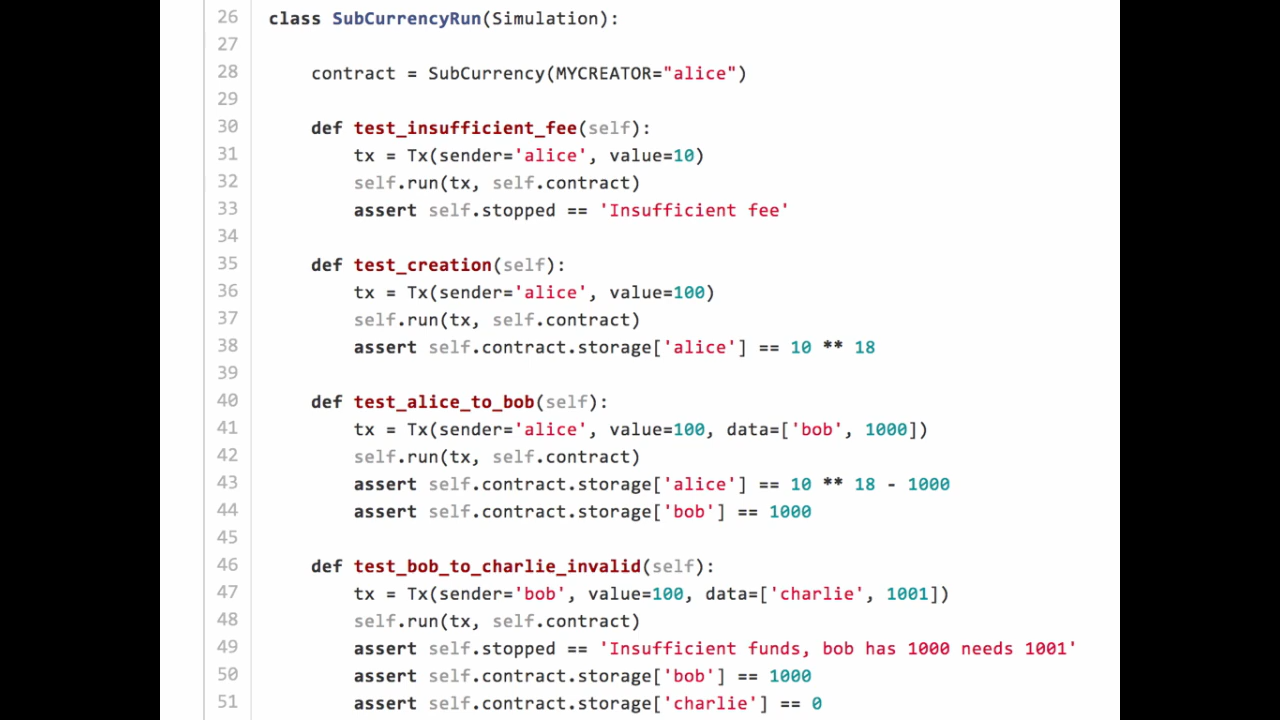 26 class SubCurrencyRun(Simulation):
27
28 contract = SubCurrency(MYCREATOR="alice")
29
30 def test_insufficient_fee(self):
31 tx = Tx(sender='alice', value=10)
32 self.run(tx, self.contract)
33 assert self.stopped == 'Insufficient fee'
34
35 def test_creation(self):
36 tx = Tx(sender='alice', value=100)
37 self.run(tx, self.contract)
38 assert self.contract.storage['alice'] == 10 ** 18
39
40 def test_alice_to_bob(self):
41 tx = Tx(sender='alice', value=100, data=['bob', 1000])
42 self.run(tx, self.contract)
43 assert self.contract.storage['alice'] == 10 ** 18 - 1000
44 assert self.contract.storage['bob'] == 1000
45
46 def test_bob_to_charlie_invalid(self):
47 tx = Tx(sender='bob', value=100, data=['charlie', 1001])
48 self.run(tx, self.contract)
49 assert self.stopped == 'Insufficient funds, bob has 1000 needs 1001'
50 assert self.contract.storage['bob'] == 1000
51 assert self.contract.storage['charlie'] == 0